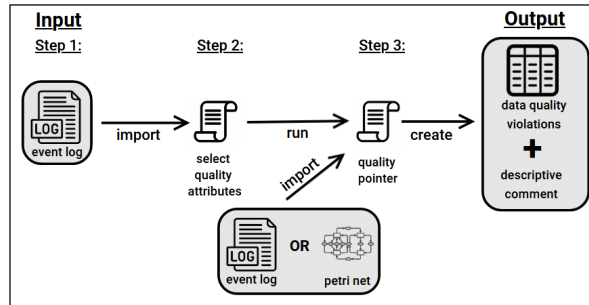 Input
Output
Step 1:
Step 2:
Step 3:
LOG
event log
import
select
quality
attributes
run
quality
pointer
create
data quality
violations
descriptive
comment
import
LOG
event log
OR
petri net